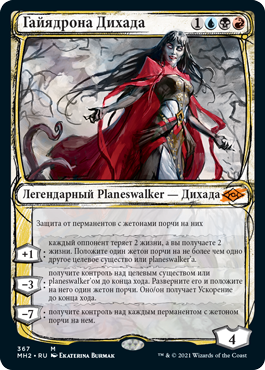 Гайядрона Дихада
1
Легендарный Planeswalker — Дихада
Защита от перманентов с жетонами порчи на них
каждый оппонент теряет 2 жизни, а вы получаете 2
+1
жизни. Положите один жетон порчи на не более чем одно
другое целевое существо или planeswalker'а.
получите контроль над целевым существом или
-3
planeswalker'ом до конца хода. Разверните его и положите
на него один жетон порчи. Он/оно получает Ускорение
до конца хода.
-7
получите контроль над каждым перманентом с жетоном
порчи на нем.
4
367 M
MH2 • RU Ekaterina Burmak
™ & © 2021 Wizards of the Coast